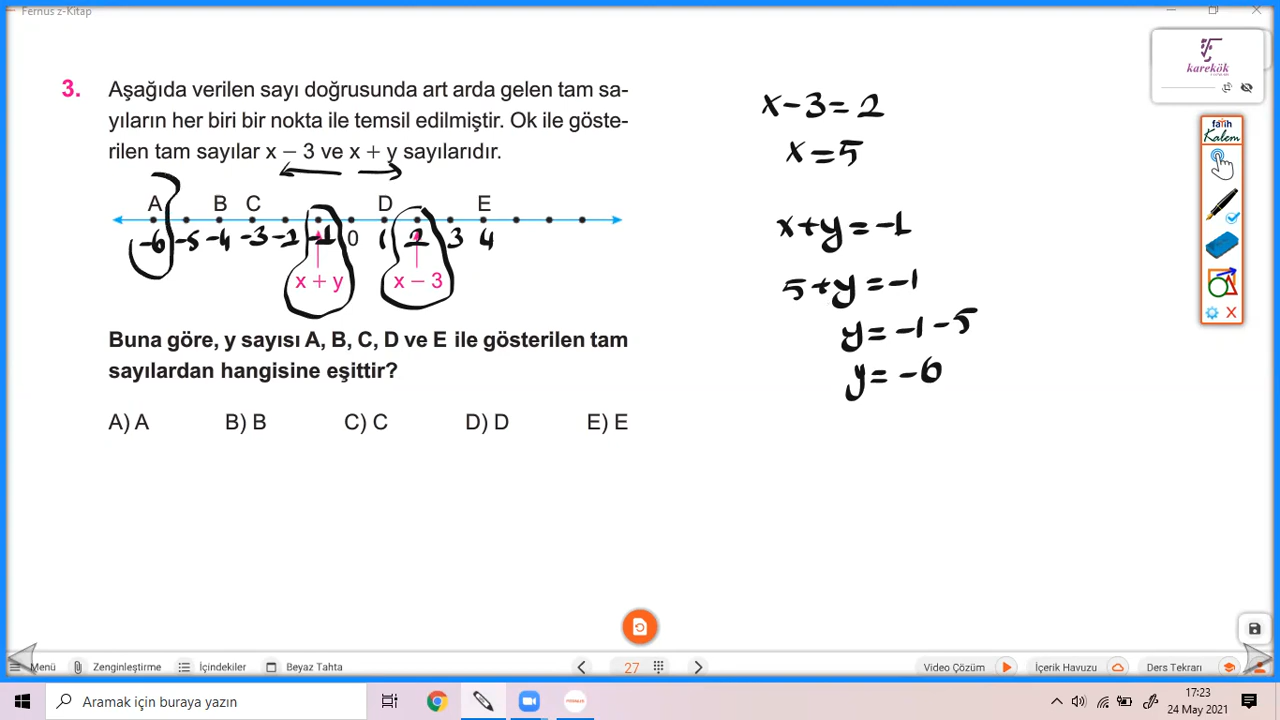 Fernus z-Kitap
karekök
fatih
Kalem
3. Aşağıda verilen sayı doğrusunda art arda gelen tam sa-
yıların her biri bir nokta ile temsil edilmiştir. Ok ile göste-
rilen tam sayılar x – 3 ve x + y sayılarıdır.
A B C D E
-6 -5 -4 -3 -2 -1 0 1 2 3 4
x + y x – 3
Buna göre, y sayısı A, B, C, D ve E ile gösterilen tam
sayılardan hangisine eşittir?
A) A B) B C) C D) D E) E
x-3=2
x=5
x+y=-1
5+y=-1
y=-1-5
y=-6
Menü Zenginleştirme İçindekiler Beyaz Tahta 27 Video Çözüm İçerik Havuzu Ders Tekrarı
Aramak için buraya yazın
17:23
24 May 2021